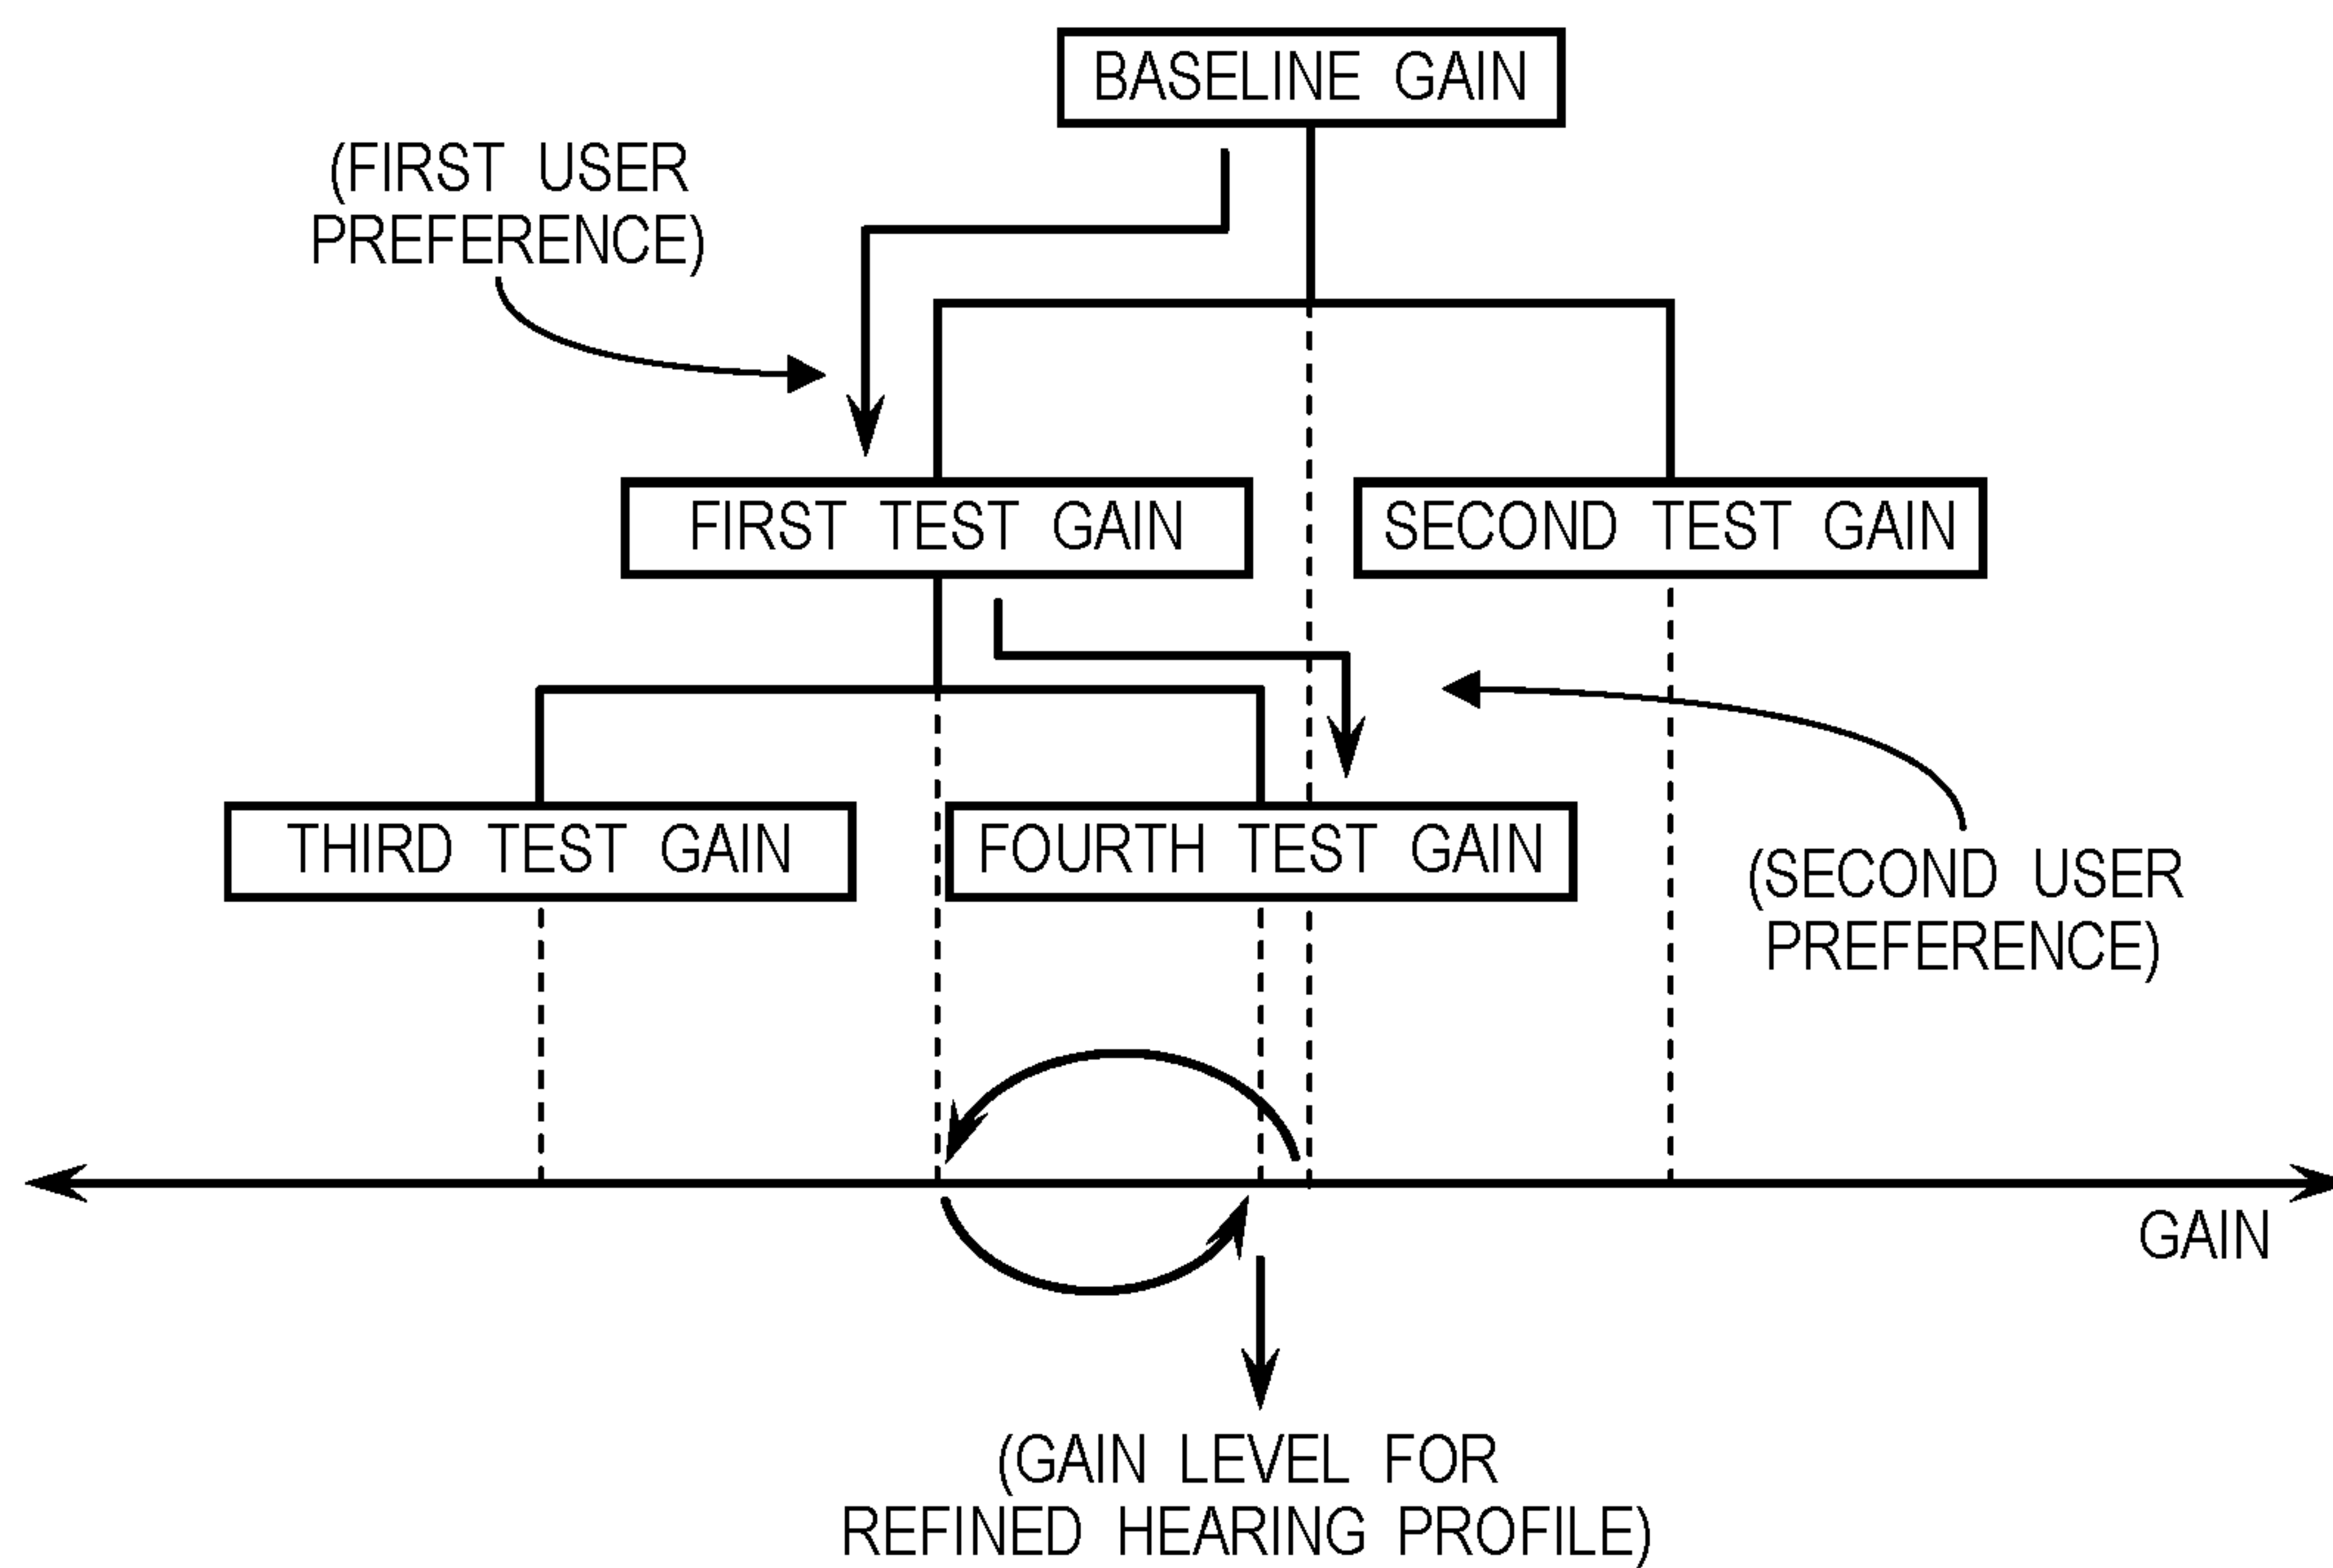 BASELINE GAIN
(FIRST USER
PREFERENCE)
FIRST TEST GAIN
SECOND TEST GAIN
THIRD TEST GAIN
FOURTH TEST GAIN
(SECOND USER
PREFERENCE)
GAIN
(GAIN LEVEL FOR
REFINED HEARING PROFILE)